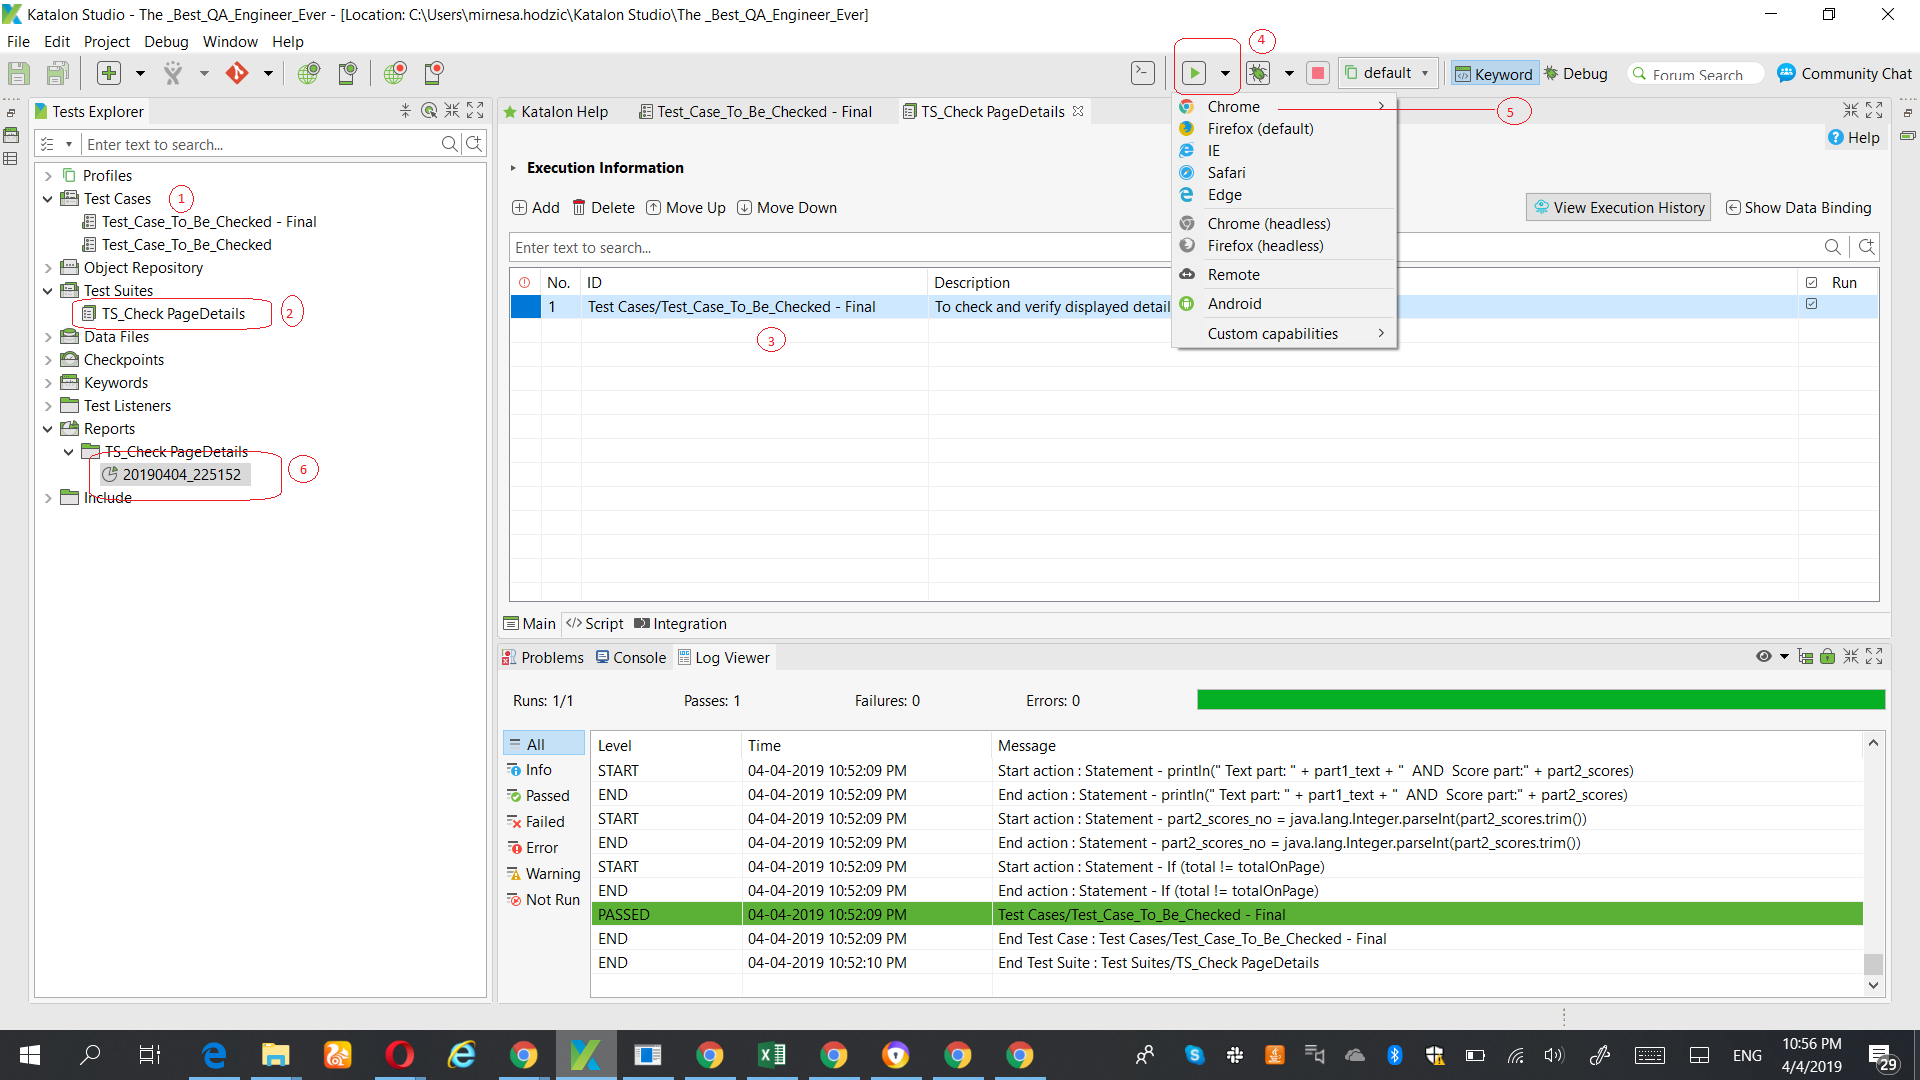 Katalon Studio - The _Best_QA_Engineer_Ever - [Location: C:\Users\mirnesa.hodzic\Katalon Studio\The _Best_QA_Engineer_Ever]
File Edit Project Debug Window Help
4
default
Keyword
Debug
Forum Search
Community Chat
Tests Explorer
Enter text to search...
Profiles
Test Cases 1
Test_Case_To_Be_Checked - Final
Test_Case_To_Be_Checked
Object Repository
Test Suites
TS_Check PageDetails 2
Data Files
Checkpoints
Keywords
Test Listeners
Reports
TS_Check PageDetails
20190404_225152 6
Include
Katalon Help Test_Case_To_Be_Checked - Final TS_Check PageDetails
Help
Execution Information
Add Delete Move Up Move Down
View Execution History Show Data Binding
Enter text to search...
No. ID Description Run
1 Test Cases/Test_Case_To_Be_Checked - Final To check and verify displayed detail
3
Chrome 5
Firefox (default)
IE
Safari
Edge
Chrome (headless)
Firefox (headless)
Remote
Android
Custom capabilities
Main Script Integration
Problems Console Log Viewer
Runs: 1/1 Passes: 1 Failures: 0 Errors: 0
All
Info
Passed
Failed
Error
Warning
Not Run
Level Time Message
START 04-04-2019 10:52:09 PM Start action : Statement - println(" Text part: " + part1_text + "  AND  Score part:" + part2_scores)
END 04-04-2019 10:52:09 PM End action : Statement - println(" Text part: " + part1_text + "  AND  Score part:" + part2_scores)
START 04-04-2019 10:52:09 PM Start action : Statement - part2_scores_no = java.lang.Integer.parseInt(part2_scores.trim())
END 04-04-2019 10:52:09 PM End action : Statement - part2_scores_no = java.lang.Integer.parseInt(part2_scores.trim())
START 04-04-2019 10:52:09 PM Start action : Statement - If (total != totalOnPage)
END 04-04-2019 10:52:09 PM End action : Statement - If (total != totalOnPage)
PASSED 04-04-2019 10:52:09 PM Test Cases/Test_Case_To_Be_Checked - Final
END 04-04-2019 10:52:09 PM End Test Case : Test Cases/Test_Case_To_Be_Checked - Final
END 04-04-2019 10:52:10 PM End Test Suite : Test Suites/TS_Check PageDetails
ENG
10:56 PM
4/4/2019
29